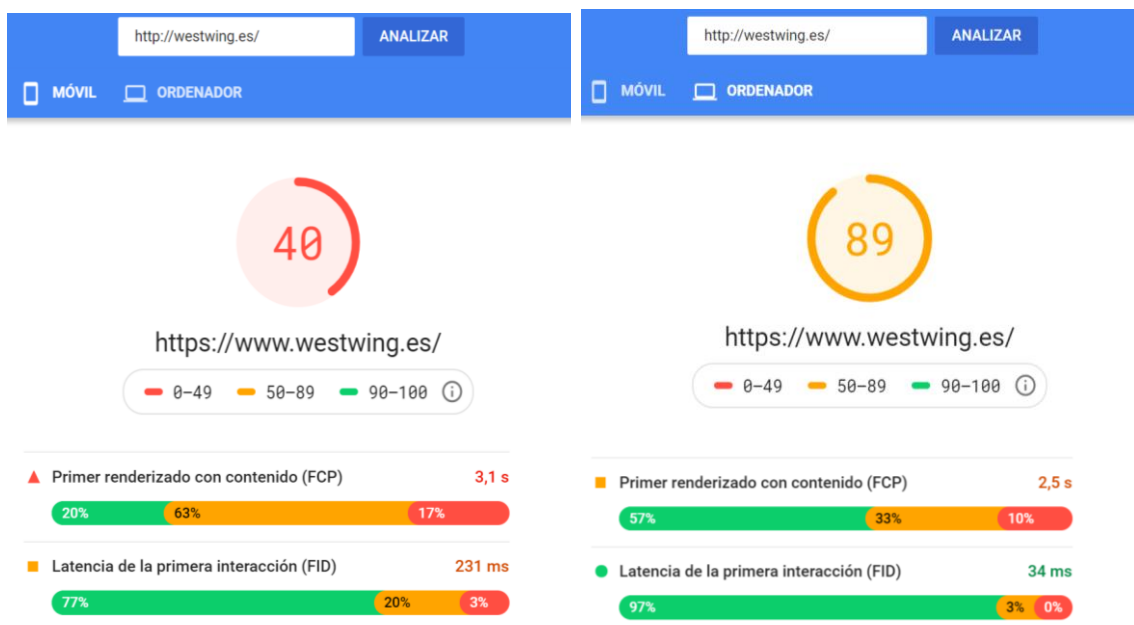 http://westwing.es/
ANALIZAR
MÓVIL
ORDENADOR
40
https://www.westwing.es/
0–49 50–89 90–100
Primer renderizado con contenido (FCP) 3,1 s
20% 63% 17%
Latencia de la primera interacción (FID) 231 ms
77% 20% 3%
http://westwing.es/
ANALIZAR
MÓVIL
ORDENADOR
89
https://www.westwing.es/
0–49 50–89 90–100
Primer renderizado con contenido (FCP) 2,5 s
57% 33% 10%
Latencia de la primera interacción (FID) 34 ms
97% 3% 0%